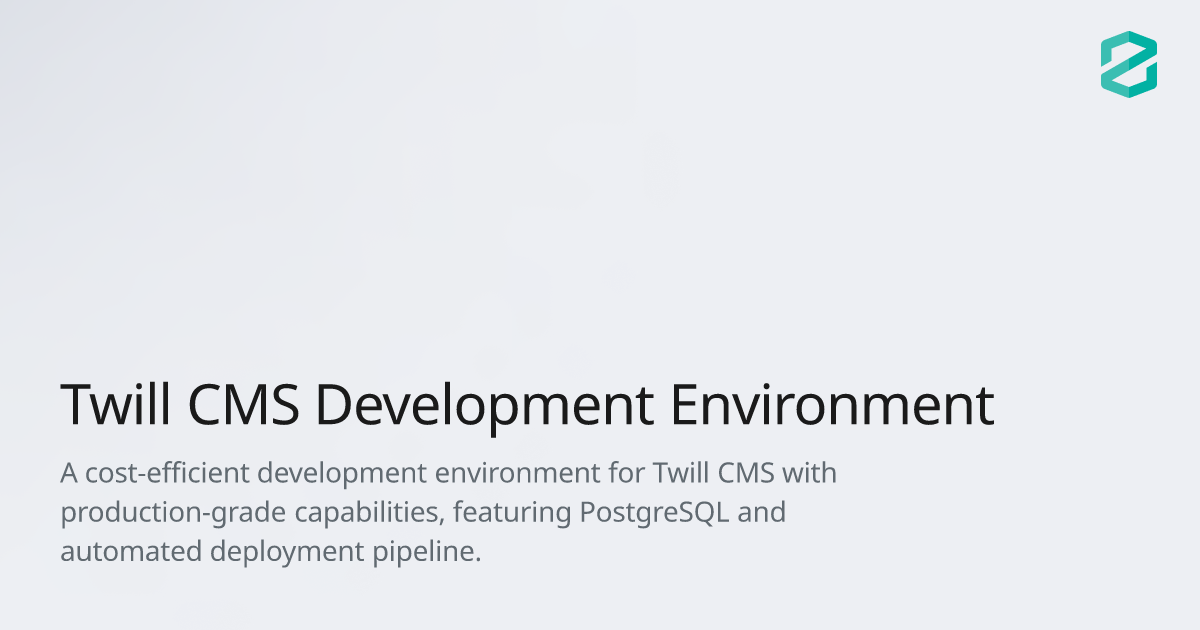 Twill CMS Development Environment
A cost-efficient development environment for Twill CMS with
production-grade capabilities, featuring PostgreSQL and
automated deployment pipeline.